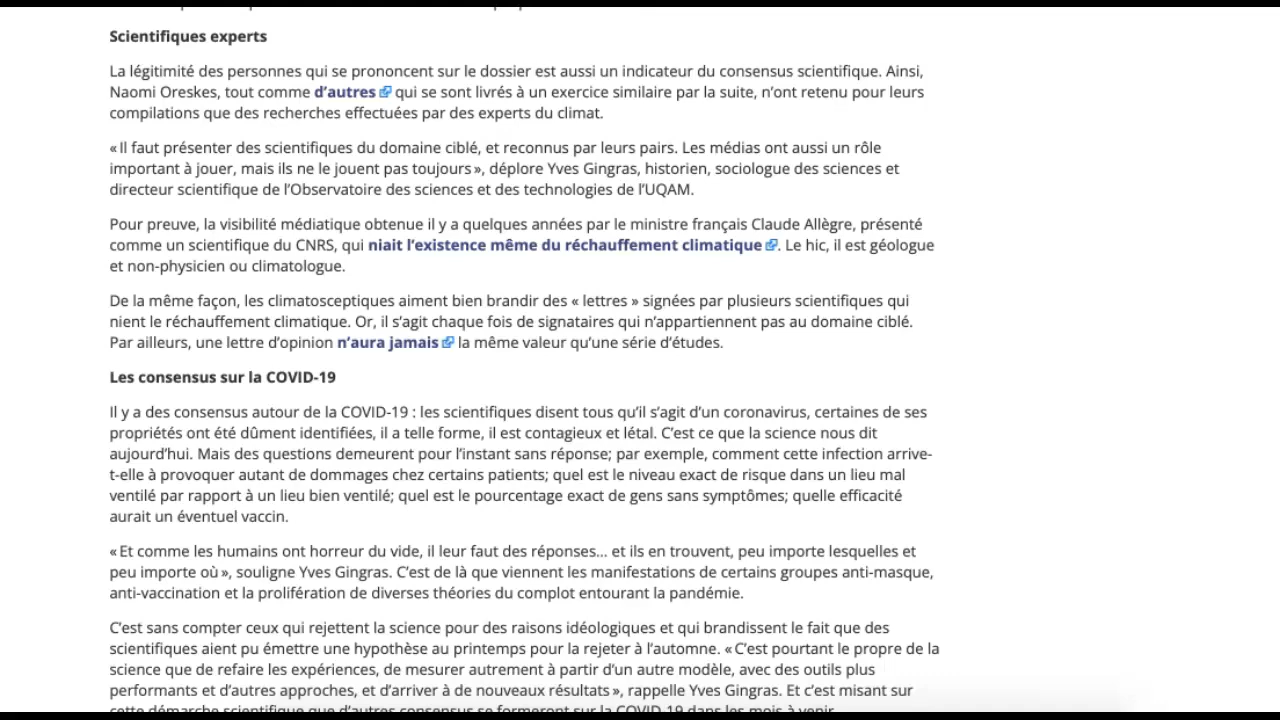 Scientifiques experts
La légitimité des personnes qui se prononcent sur le dossier est aussi un indicateur du consensus scientifique. Ainsi,
Naomi Oreskes, tout comme d’autres qui se sont livrés à un exercice similaire par la suite, n’ont retenu pour leurs
compilations que des recherches effectuées par des experts du climat.
« Il faut présenter des scientifiques du domaine ciblé, et reconnus par leurs pairs. Les médias ont aussi un rôle
important à jouer, mais ils ne le jouent pas toujours », déplore Yves Gingras, historien, sociologue des sciences et
directeur scientifique de l’Observatoire des sciences et des technologies de l’UQAM.
Pour preuve, la visibilité médiatique obtenue il y a quelques années par le ministre français Claude Allègre, présenté
comme un scientifique du CNRS, qui niait l’existence même du réchauffement climatique. Le hic, il est géologue
et non-physicien ou climatologue.
De la même façon, les climatosceptiques aiment bien brandir des « lettres » signées par plusieurs scientifiques qui
nient le réchauffement climatique. Or, il s’agit chaque fois de signataires qui n’appartiennent pas au domaine ciblé.
Par ailleurs, une lettre d’opinion n’aura jamais la même valeur qu’une série d’études.
Les consensus sur la COVID-19
Il y a des consensus autour de la COVID-19 : les scientifiques disent tous qu’il s’agit d’un coronavirus, certaines de ses
propriétés ont été dûment identifiées, il a telle forme, il est contagieux et létal. C’est ce que la science nous dit
aujourd’hui. Mais des questions demeurent pour l’instant sans réponse; par exemple, comment cette infection arrive-
t-elle à provoquer autant de dommages chez certains patients; quel est le niveau exact de risque dans un lieu mal
ventilé par rapport à un lieu bien ventilé; quel est le pourcentage exact de gens sans symptômes; quelle efficacité
aurait un éventuel vaccin.
« Et comme les humains ont horreur du vide, il leur faut des réponses… et ils en trouvent, peu importe lesquelles et
peu importe où », souligne Yves Gingras. C’est de là que viennent les manifestations de certains groupes anti-masque,
anti-vaccination et la prolifération de diverses théories du complot entourant la pandémie.
C’est sans compter ceux qui rejettent la science pour des raisons idéologiques et qui brandissent le fait que des
scientifiques aient pu émettre une hypothèse au printemps pour la rejeter à l’automne. « C’est pourtant le propre de la
science que de refaire les expériences, de mesurer autrement à partir d’un autre modèle, avec des outils plus
performants et d’autres approches, et d’arriver à de nouveaux résultats », rappelle Yves Gingras. Et c’est misant sur
cette démarche scientifique que d’autres consensus se formeront sur la COVID-19 dans les mois à venir.